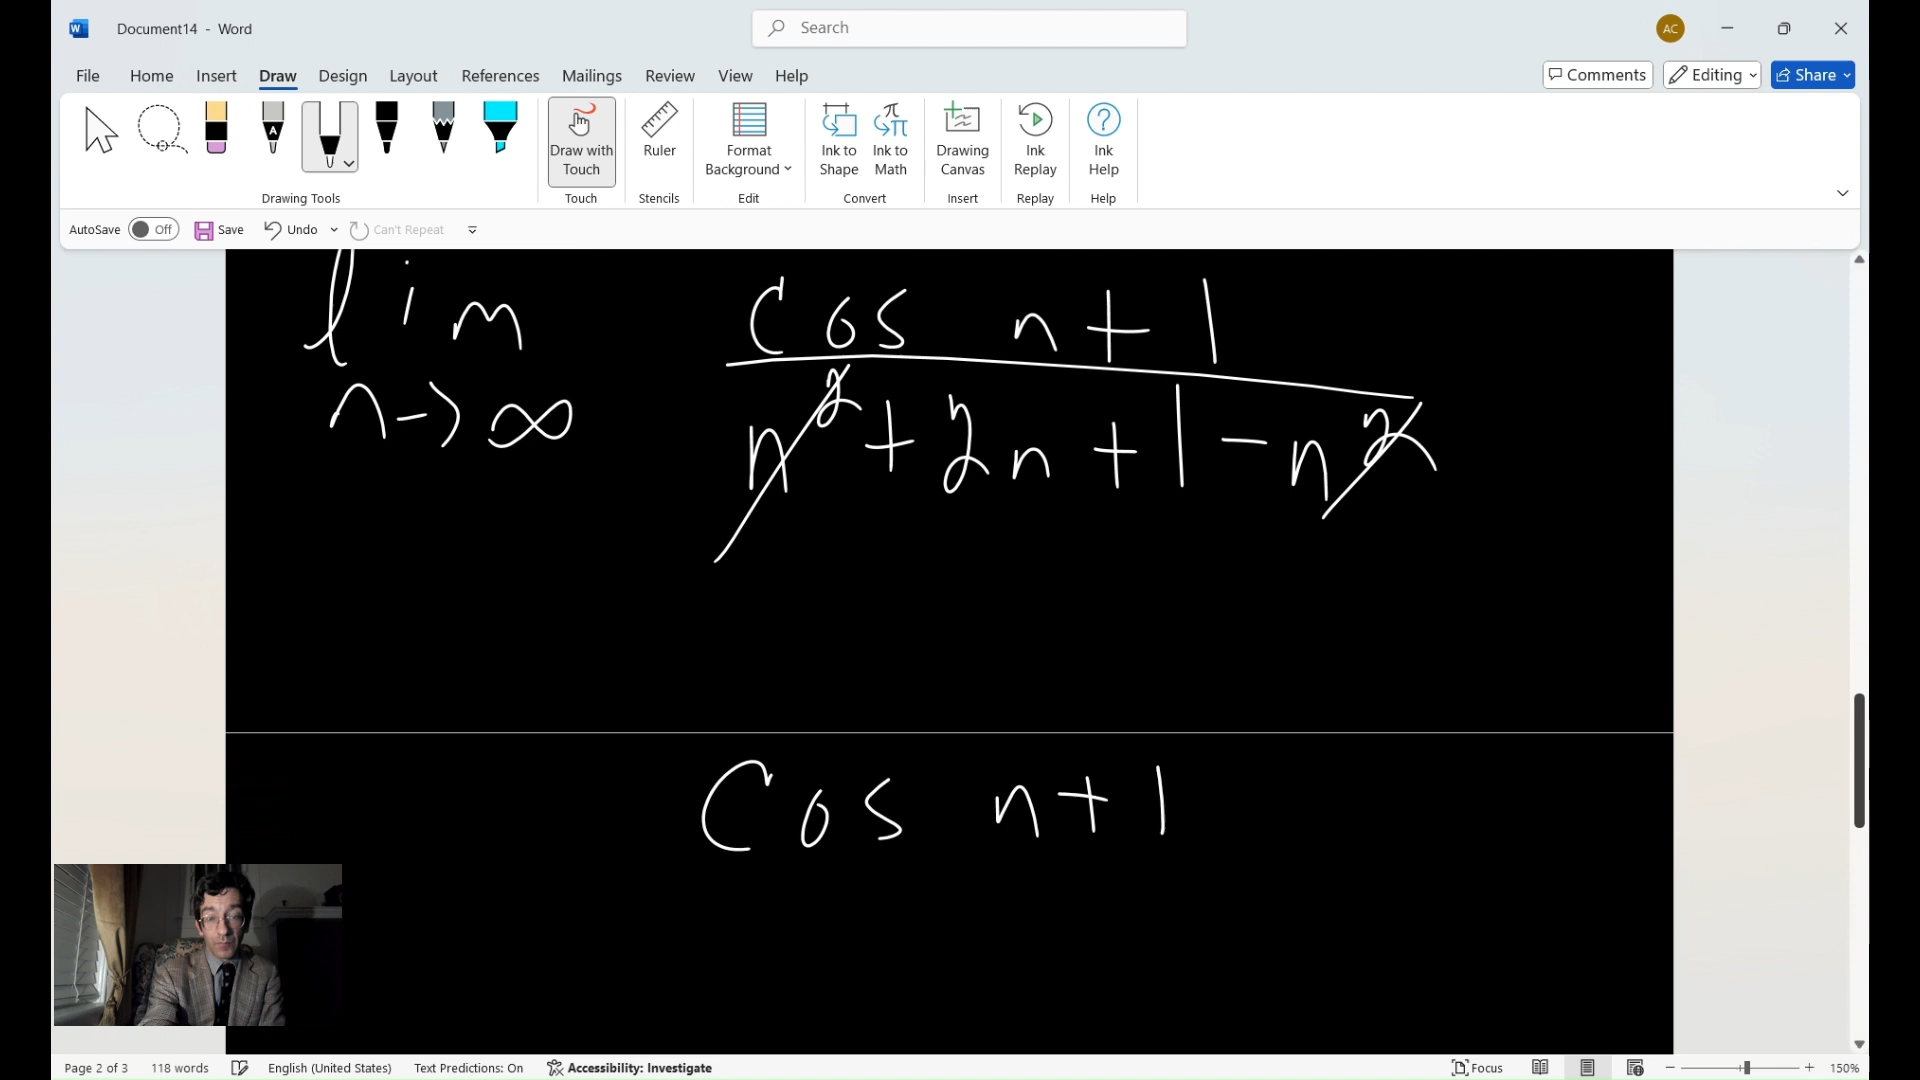 Document14 - Word
Search
AC
File Home Insert Draw Design Layout References Mailings Review View Help
Comments Editing Share
A
Draw with Touch
Ruler
Format Background
Ink to Shape
Ink to Math
Drawing Canvas
Ink Replay
Ink Help
Drawing Tools Touch Stencils Edit Convert Insert Replay Help
AutoSave Off Save Undo Can't Repeat
lim cos n+1
n->∞ n²+2n+1-n²
cos n+1
Page 2 of 3 118 words English (United States) Text Predictions: On Accessibility: Investigate Focus 150%